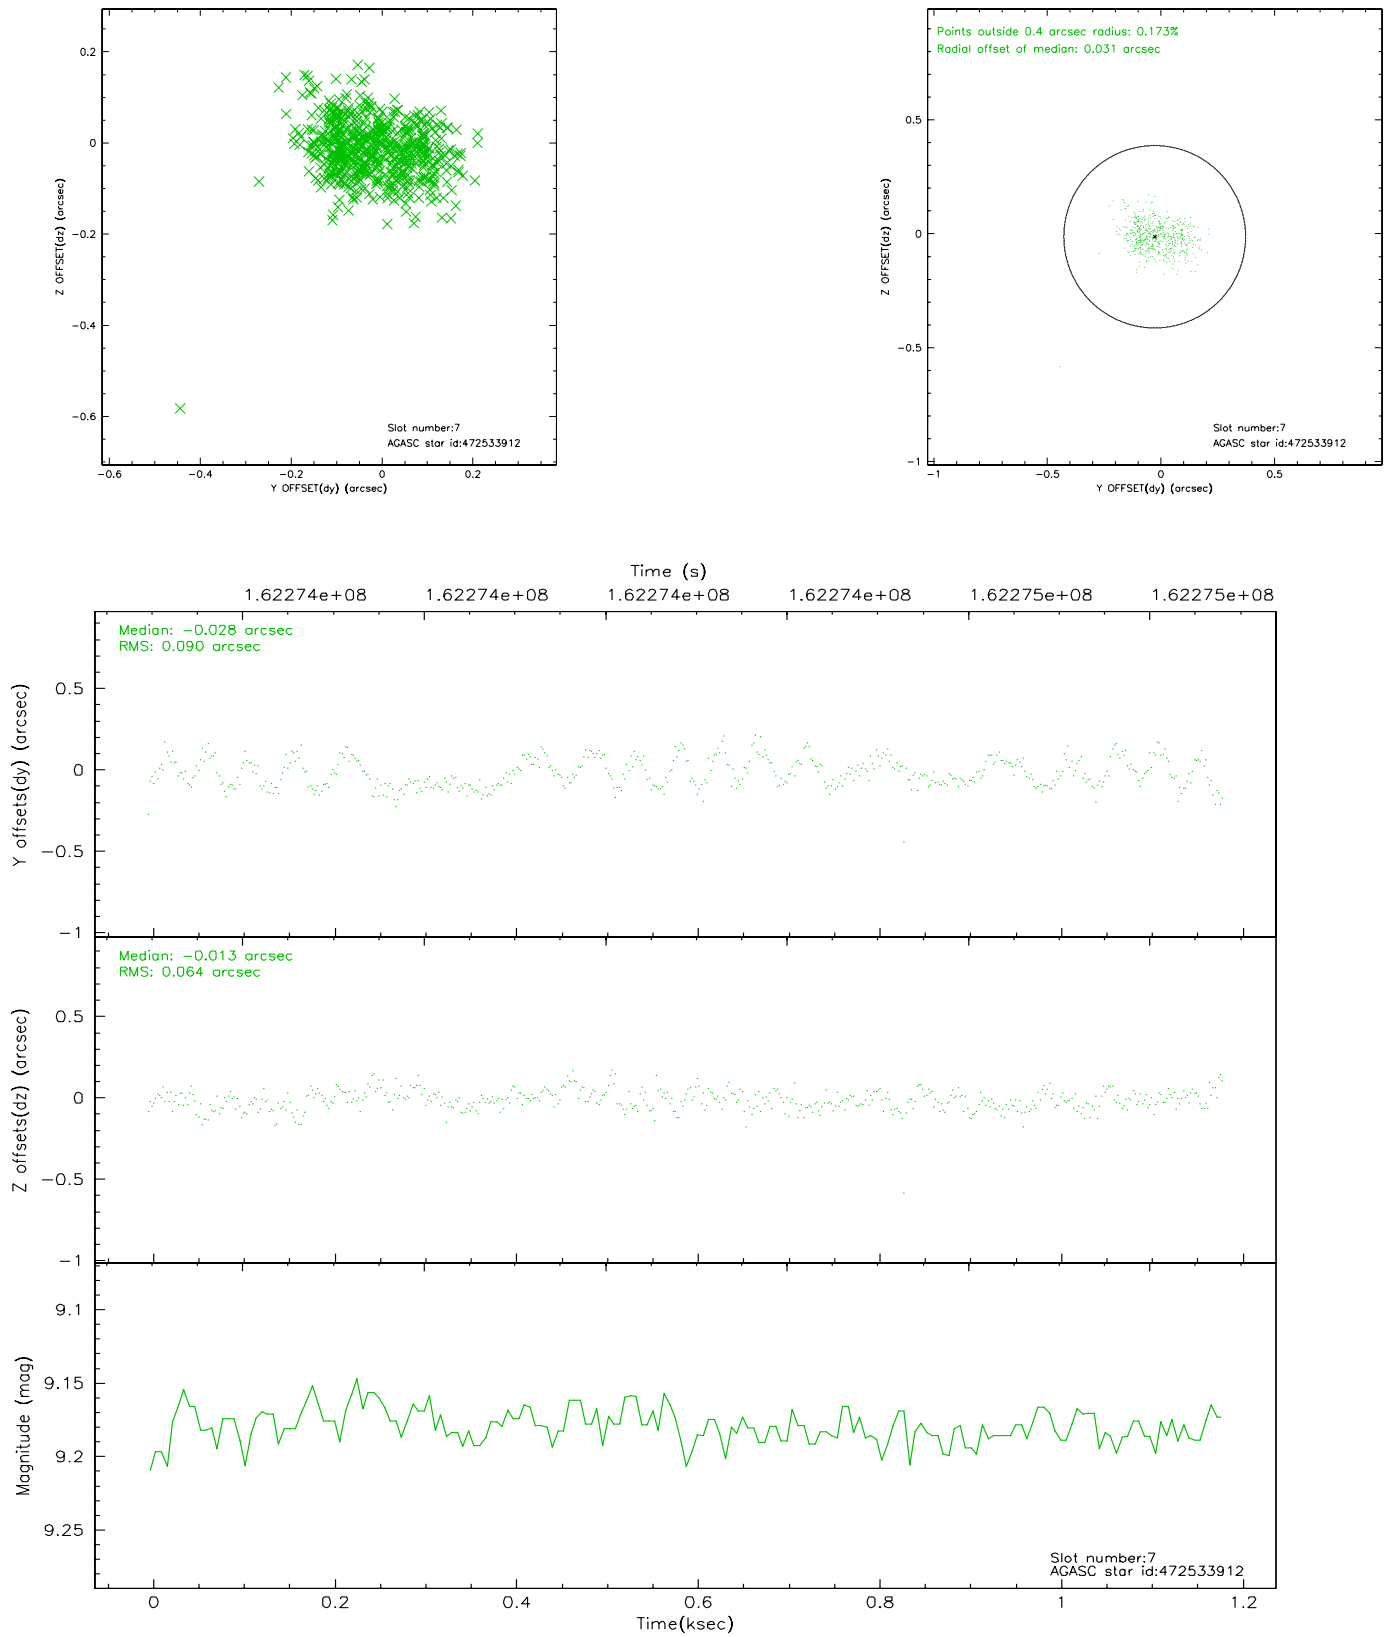 0.2
0
−0.2
−0.4
−0.6
Z OFFSET(dz) (arcsec)
Slot number:7
AGASC star id:472533912
−0.6
−0.4
−0.2
0
0.2
Y OFFSET(dy) (arcsec)
Points outside 0.4 arcsec radius: 0.173%
Radial offset of median: 0.031 arcsec
0.5
0
−0.5
−1
Z OFFSET(dz) (arcsec)
Slot number:7
AGASC star id:472533912
−1
−0.5
0
0.5
Y OFFSET(dy) (arcsec)
Time (s)
1.62274e+08
1.62274e+08
1.62274e+08
1.62274e+08
1.62275e+08
1.62275e+08
Median: −0.028 arcsec
RMS: 0.090 arcsec
0.5
0
−0.5
−1
Y offsets(dy) (arcsec)
Median: −0.013 arcsec
RMS: 0.064 arcsec
0.5
0
−0.5
−1
Z offsets(dz) (arcsec)
9.1
9.15
9.2
9.25
Magnitude (mag)
Slot number:7
AGASC star id:472533912
0
0.2
0.4
0.6
0.8
1
1.2
Time(ksec)